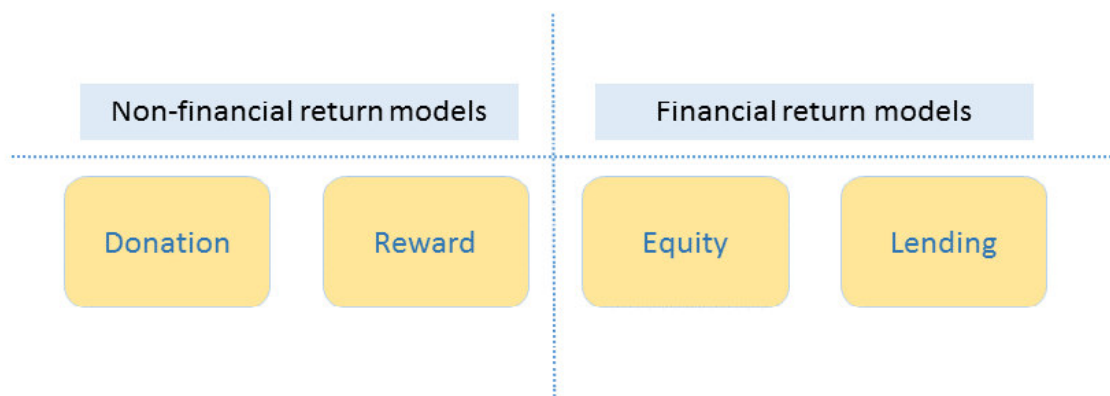 Non-financial return models
Financial return models
Donation
Reward
Equity
Lending